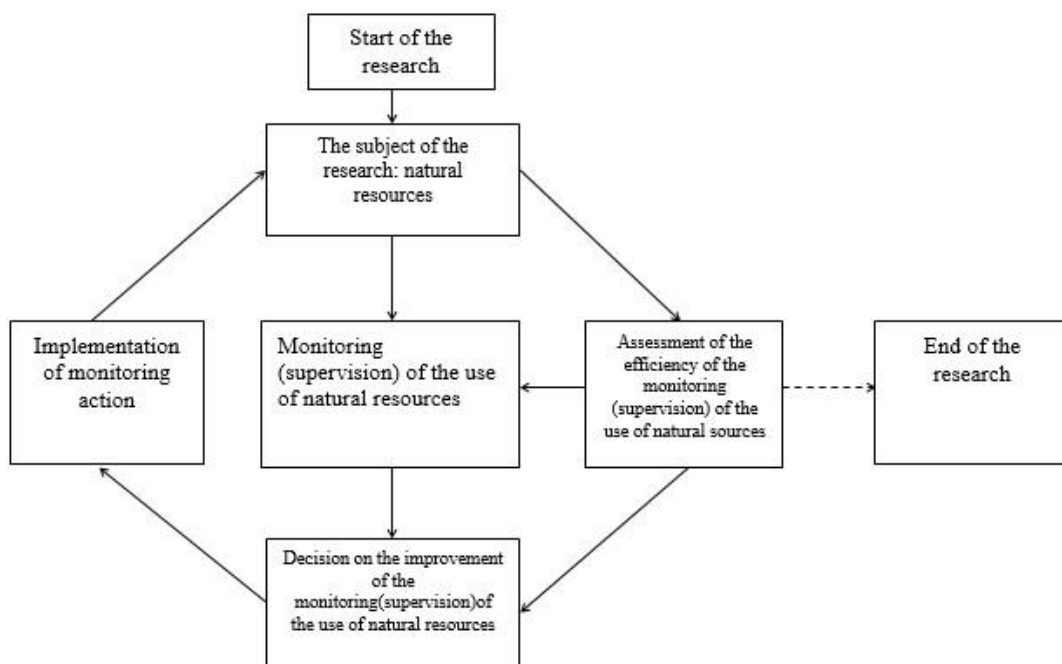 Start of the
research
The subject of the
research: natural
resources
Implementation
of monitoring
action
Monitoring
(supervision) of the use
of natural resources
Assessment of the
efficiency of the
monitoring
(supervision) of the
use of natural sources
End of the
research
Decision on the improvement
of the
monitoring(supervision)of
the use of natural resources